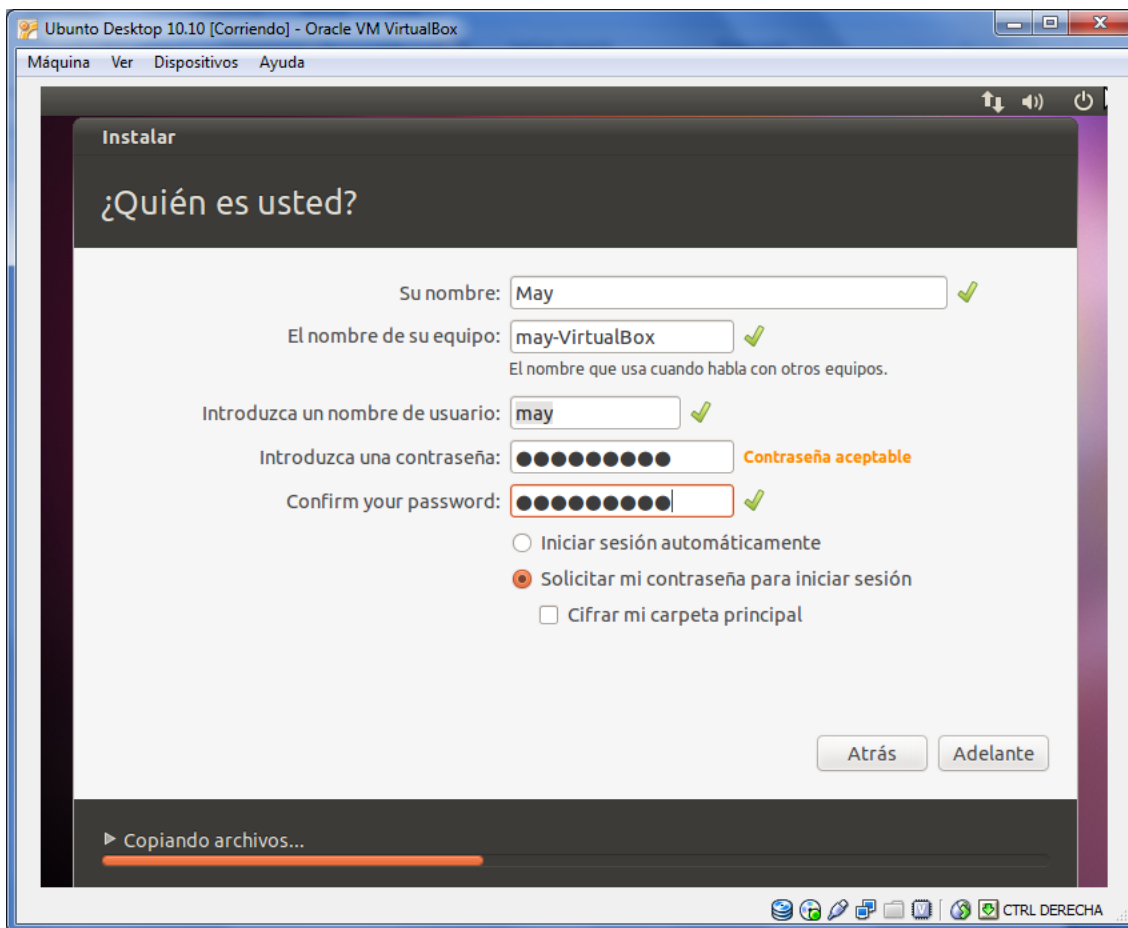 Ubunto Desktop 10.10 [Corriendo] - Oracle VM VirtualBox
Máquina Ver Dispositivos Ayuda
Instalar
¿Quién es usted?
Su nombre: May
El nombre de su equipo: may-VirtualBox
El nombre que usa cuando habla con otros equipos.
Introduzca un nombre de usuario: may
Introduzca una contraseña: ●●●●●●●●● Contraseña aceptable
Confirm your password: ●●●●●●●●●
Iniciar sesión automáticamente
Solicitar mi contraseña para iniciar sesión
Cifrar mi carpeta principal
Atrás Adelante
Copiando archivos...
CTRL DERECHA